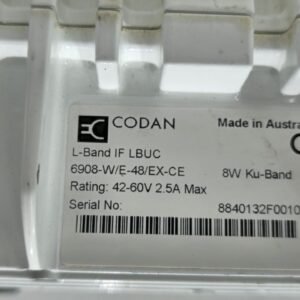 CODAN Made in Austra
L-Band IF LBUC
6908-W/E-48/EX-CE 8W Ku-Band
Rating: 42-60V 2.5A Max
Serial No: 8840132F0010